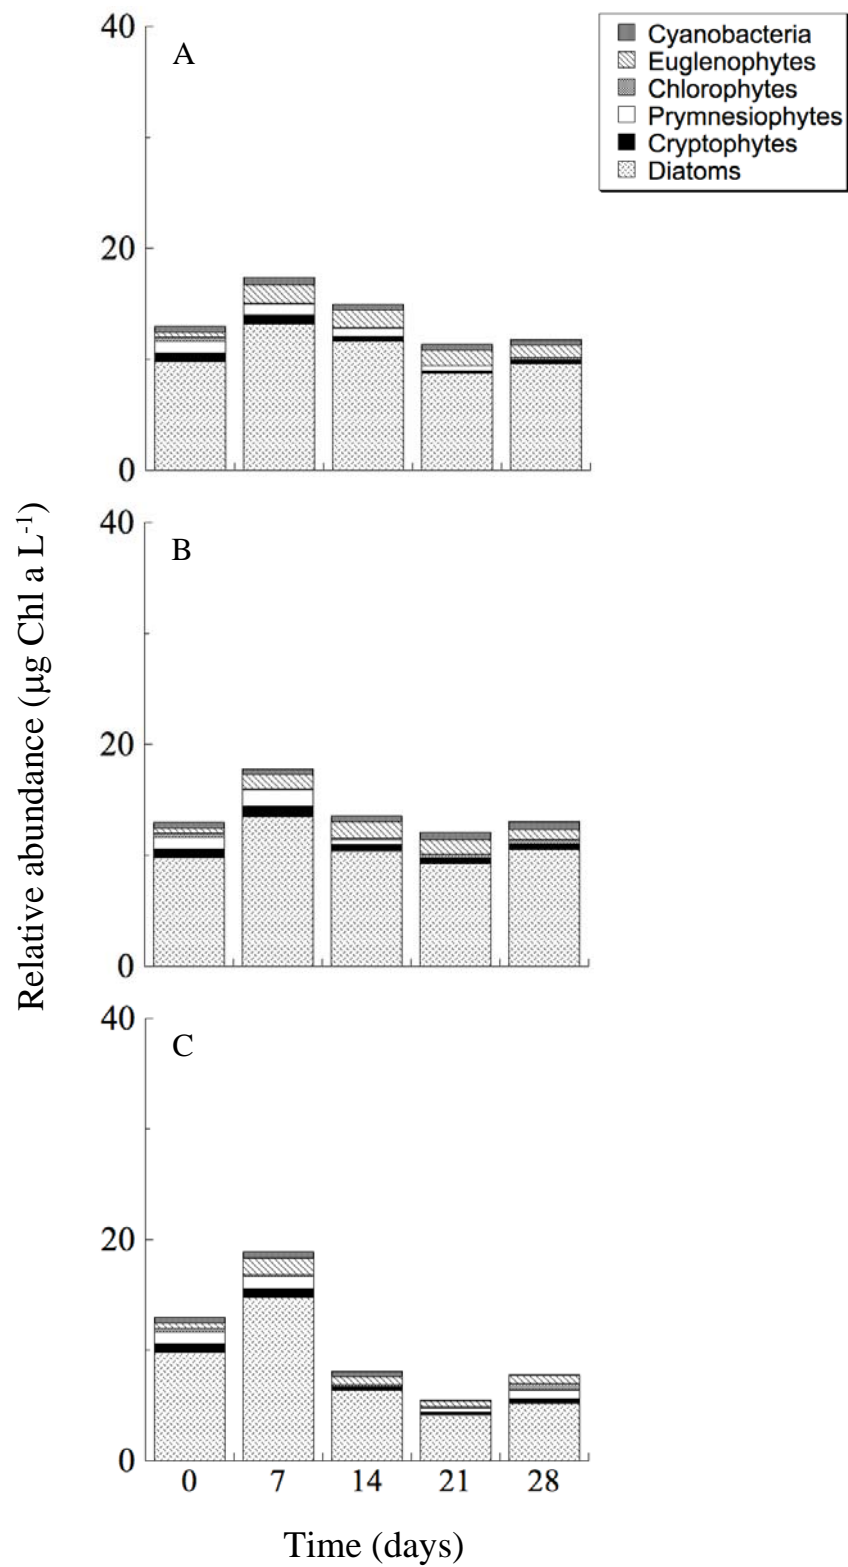 40
A
20
0
Cyanobacteria
Euglenophytes
Chlorophytes
Prymnesiophytes
Cryptophytes
Diatoms
Relative abundance (µg Chl a L-1)
40
B
20
0
40
C
20
0
0 7 14 21 28
Time (days)